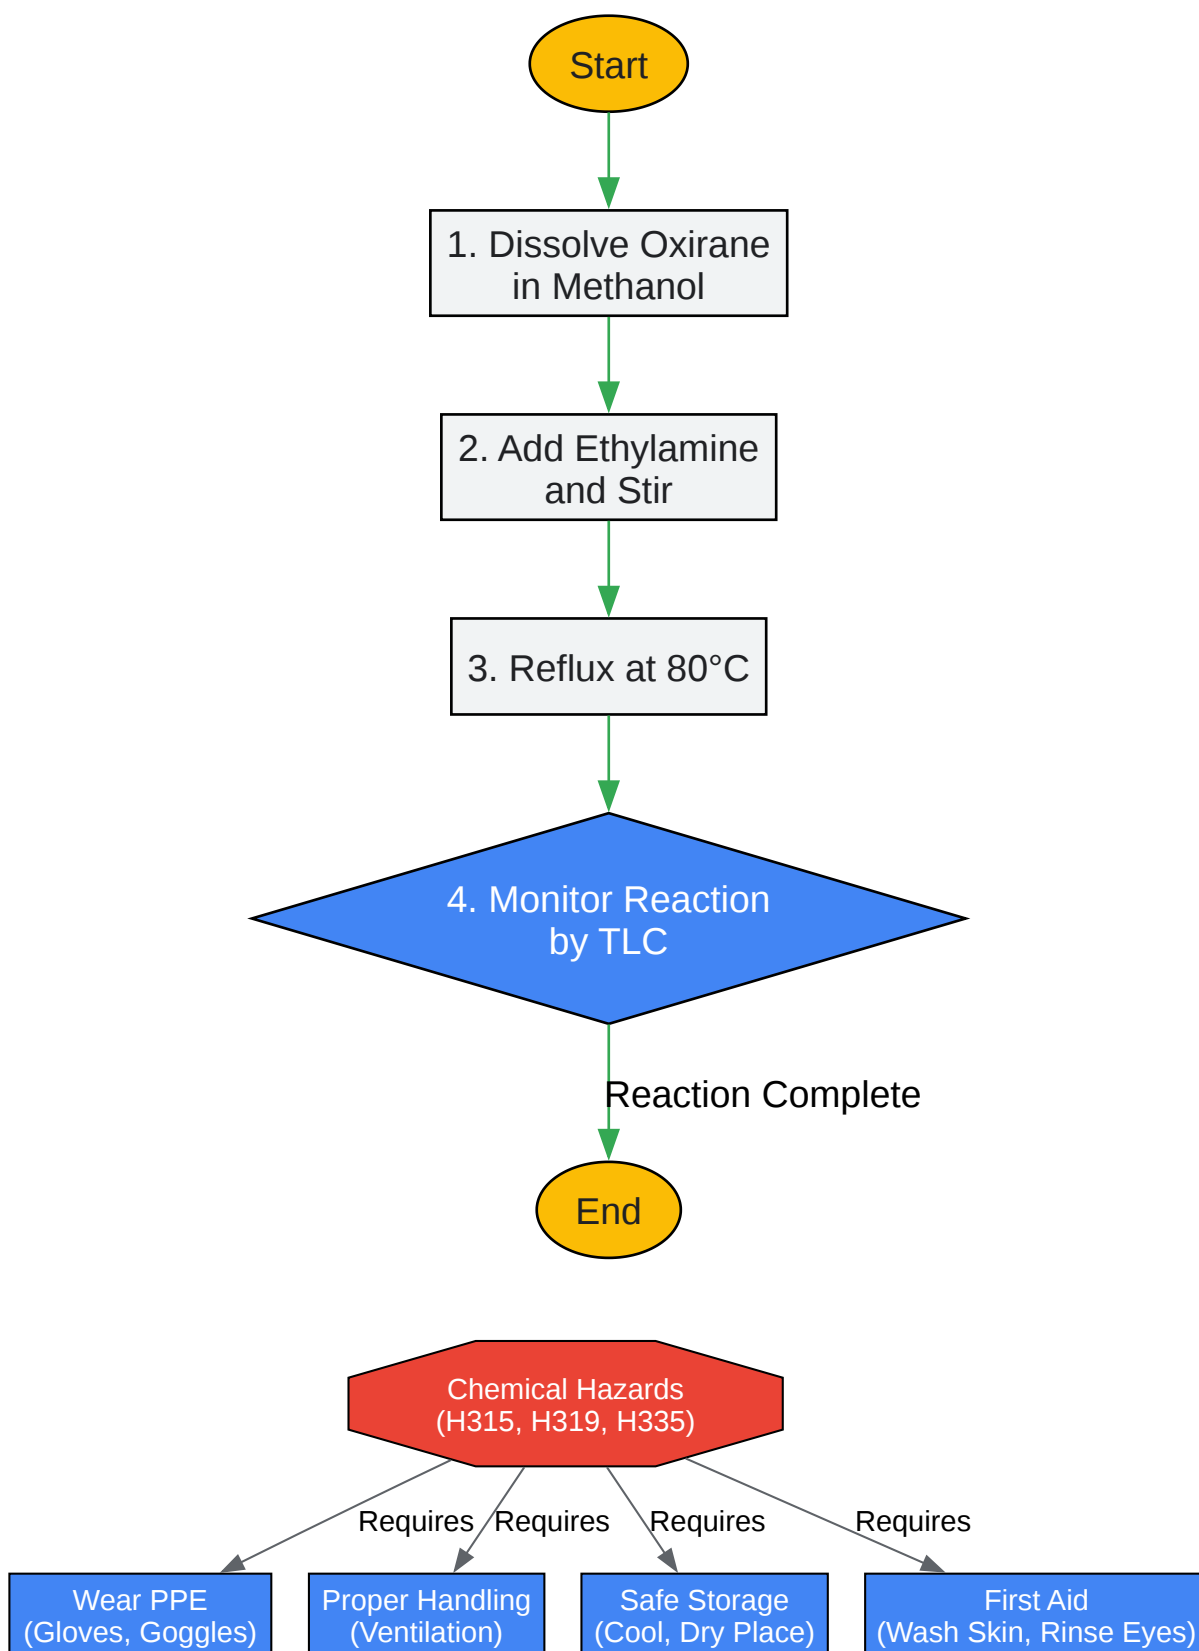 Start
1. Dissolve Oxirane
in Methanol
2. Add Ethylamine
and Stir
3. Reflux at 80°C
4. Monitor Reaction
by TLC
Reaction Complete
End
Chemical Hazards
(H315, H319, H335)
Requires
Requires
Requires
Requires
Wear PPE
(Gloves, Goggles)
Proper Handling
(Ventilation)
Safe Storage
(Cool, Dry Place)
First Aid
(Wash Skin, Rinse Eyes)